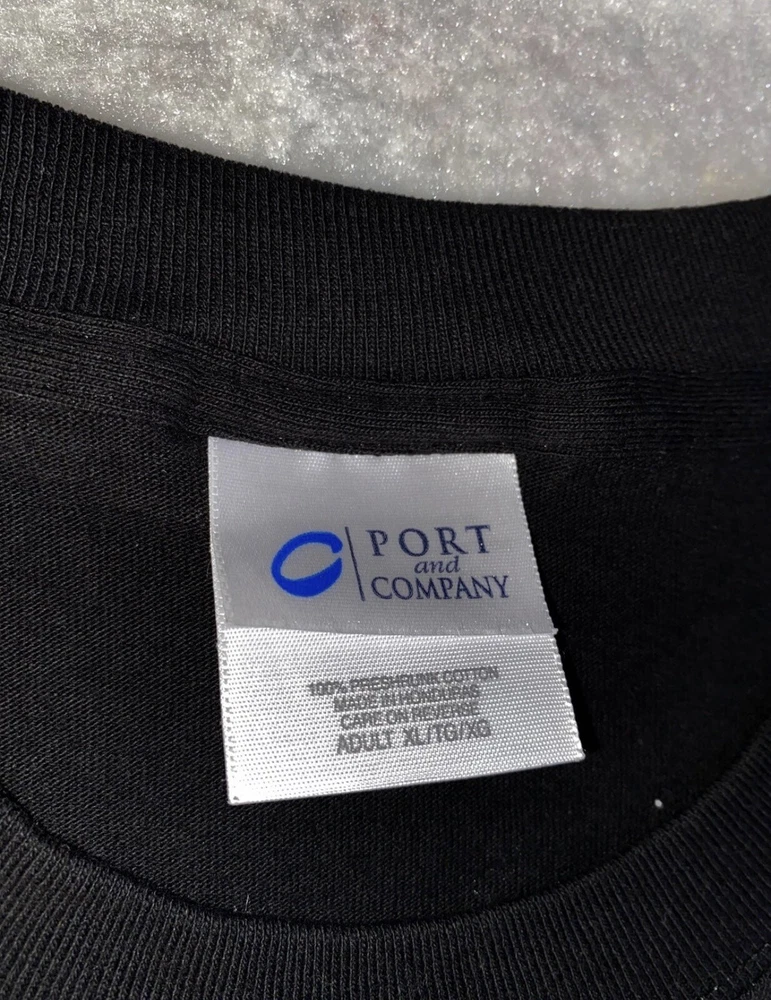 PORT
and
COMPANY
100% PRESHRUNK COTTON
MADE IN HONDURAS
CARE ON REVERSE
ADULT XL/TG/XG